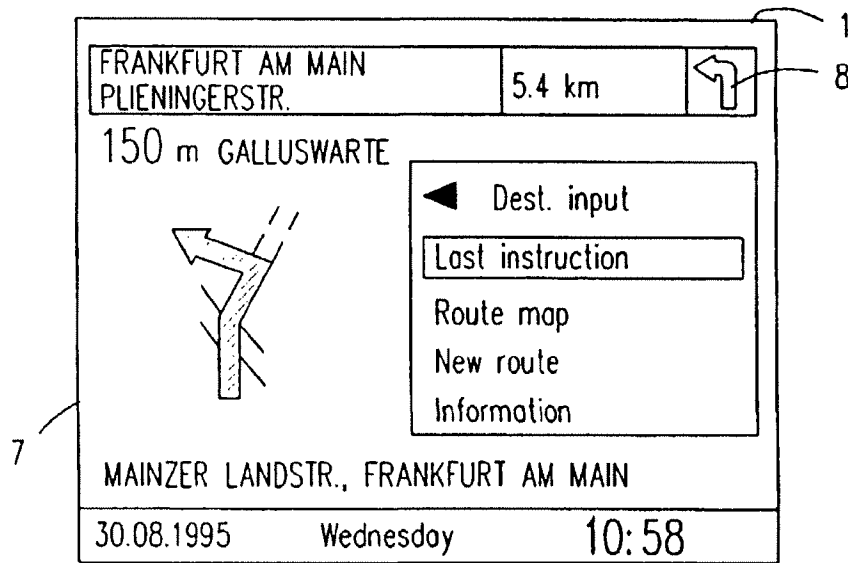 1
FRANKFURT AM MAIN
PLIENINGERSTR.
5.4 km
8
150 m GALLUSWARTE
Dest. input
Last instruction
Route map
New route
Information
7
MAINZER LANDSTR., FRANKFURT AM MAIN
30.08.1995 Wednesday 10:58